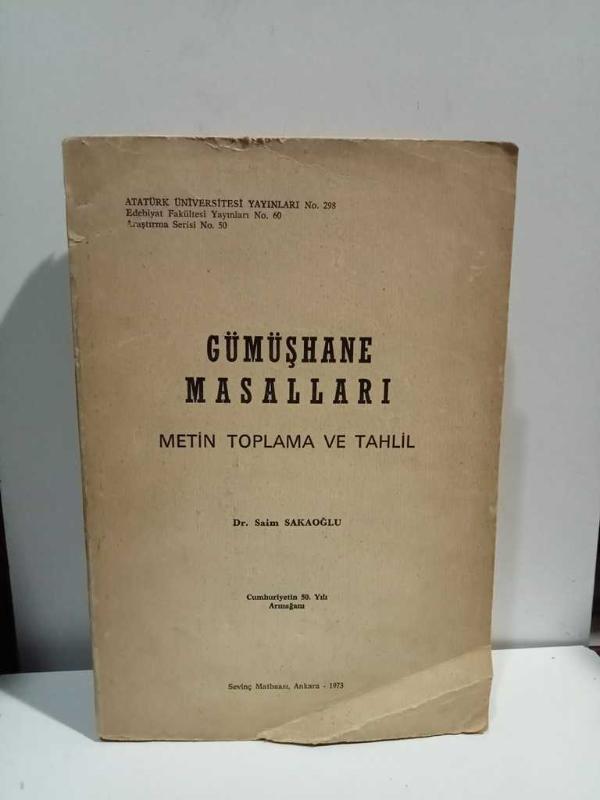 ATATÜRK ÜNİVERSİTESİ YAYINLARI No. 298
Edebiyat Fakültesi Yayınları No. 60
Araştırma Serisi No. 50
GÜMÜŞHANE
MASALLARI
METİN TOPLAMA VE TAHLİL
Dr. Saim SAKAOĞLU
Cumhuriyetin 50. Yılı
Armağanı
Sevinç Matbaası, Ankara - 1973